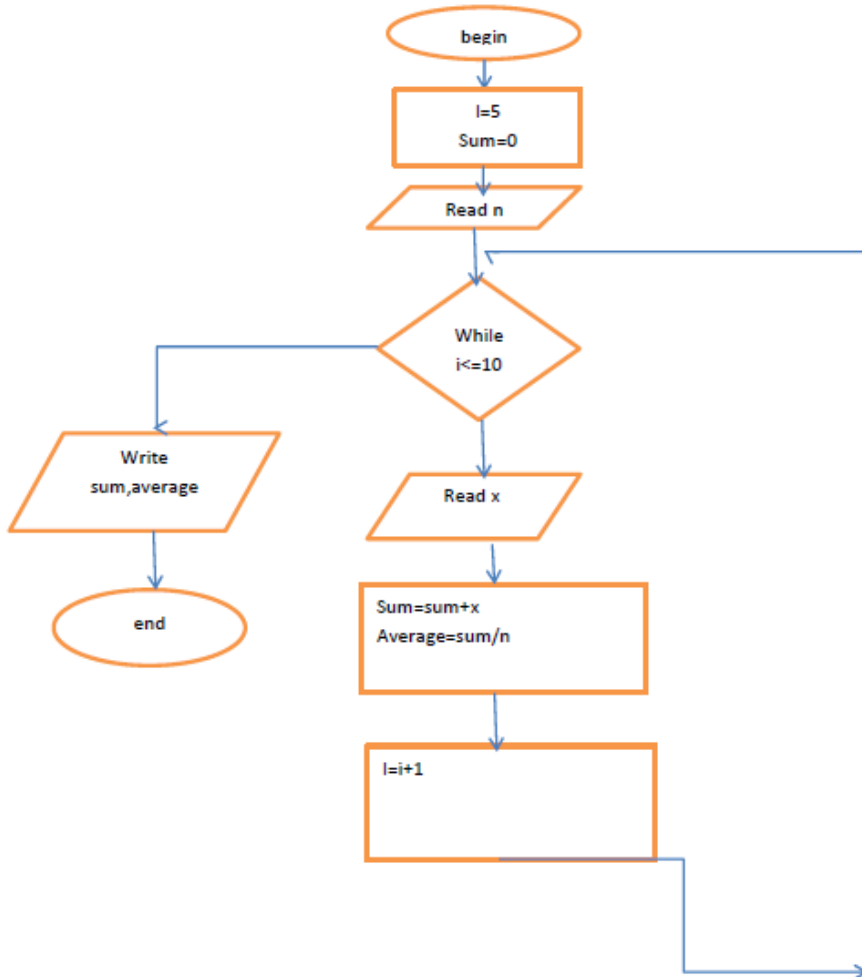 begin
I=5
Sum=0
Read n
While
i<=10
Write
sum,average
Read x
end
Sum=sum+x
Average=sum/n
I=i+1